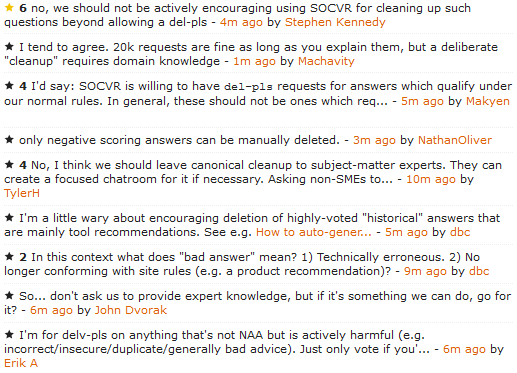 ★ 6 no, we should not be actively encouraging using SOCVR for cleaning up such
questions beyond allowing a del-pls - 4m ago by Stephen Kennedy
★ I tend to agree. 20k requests are fine as long as you explain them, but a deliberate
"cleanup" requires domain knowledge - 1m ago by Machavity
★ 4 I'd say: SOCVR is willing to have del-pls requests for answers which qualify under
our normal rules. In general, these should not be ones which req... - 5m ago by Makyen
★ only negative scoring answers can be manually deleted. - 3m ago by NathanOliver
★ 4 No, I think we should leave canonical cleanup to subject-matter experts. They can
create a focused chatroom for it if necessary. Asking non-SMEs to... - 10m ago by
TylerH
★ I'm a little wary about encouraging deletion of highly-voted "historical" answers that
are mainly tool recommendations. See e.g. How to auto-gener... - 5m ago by dbc
★ 2 In this context what does "bad answer" mean? 1) Technically erroneous. 2) No
longer conforming with site rules (e.g. a product recommendation)? - 9m ago by dbc
★ So... don't ask us to provide expert knowledge, but if it's something we can do, go for
it? - 6m ago by John Dvorak
★ I'm for delv-pls on anything that's not NAA but is actively harmful (e.g.
incorrect/insecure/duplicate/generally bad advice). Just only vote if you'... - 6m ago by
Erik A